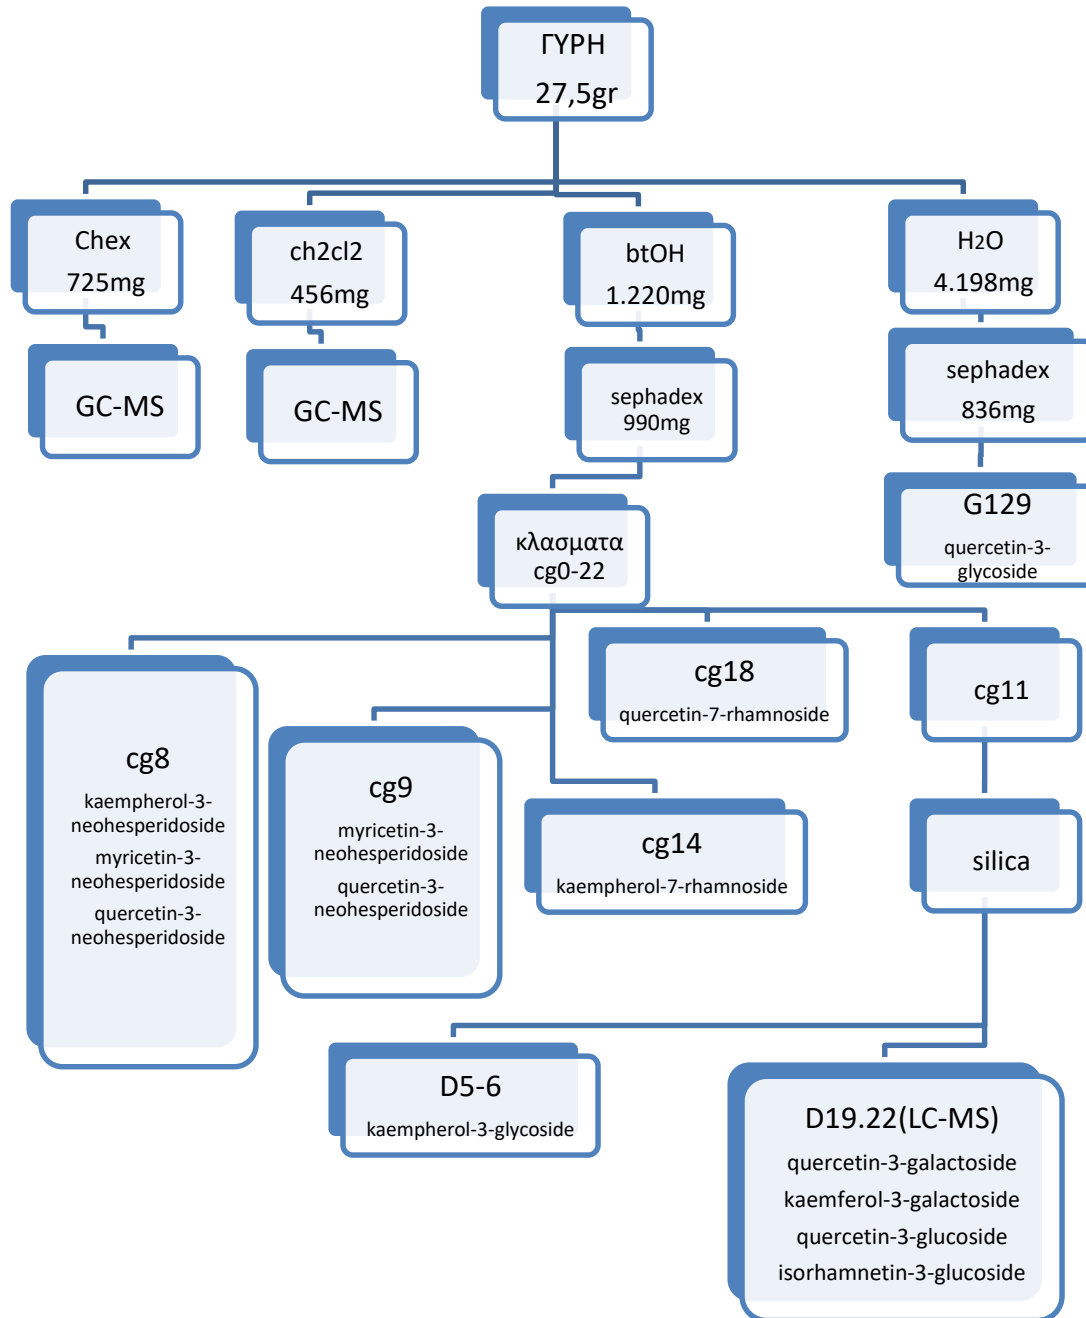 ΓΥΡΗ
27,5gr
Chex
725mg
ch2cl2
456mg
btOH
1.220mg
H2O
4.198mg
GC-MS
GC-MS
sephadex
990mg
sephadex
836mg
κλασματα
cg0-22
G129
quercetin-3-
glycoside
cg8
kaempherol-3-
neohesperidoside
myricetin-3-
neohesperidoside
quercetin-3-
neohesperidoside
cg9
myricetin-3-
neohesperidoside
quercetin-3-
neohesperidoside
cg14
kaempherol-7-rhamnoside
cg18
quercetin-7-rhamnoside
cg11
silica
D5-6
kaempherol-3-glycoside
D19.22(LC-MS)
quercetin-3-galactoside
kaemferol-3-galactoside
quercetin-3-glucoside
isorhamnetin-3-glucoside